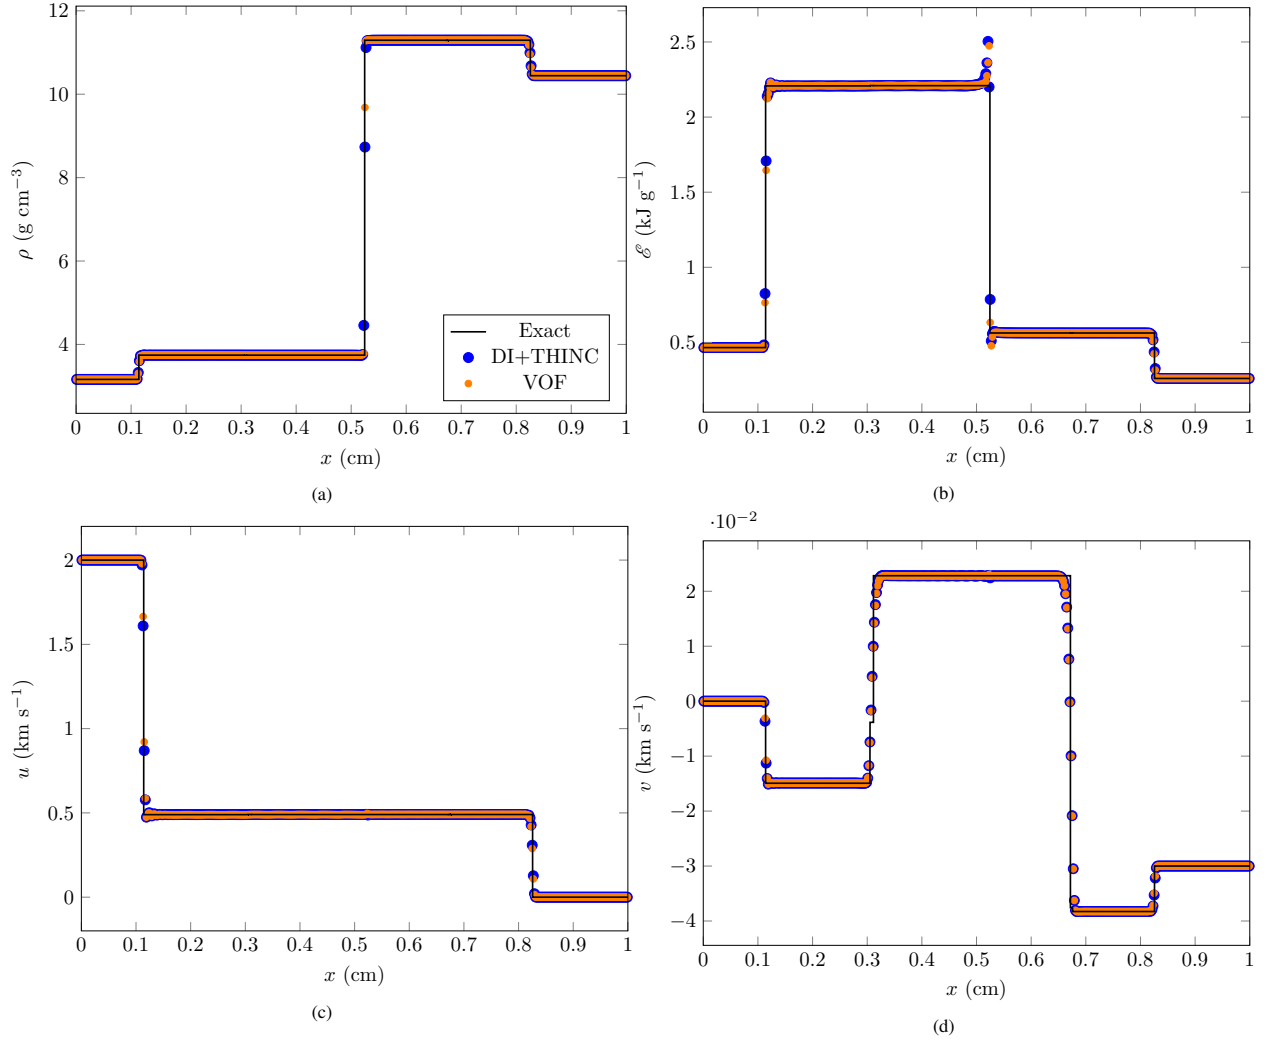 12
10
8
6
4
ρ (g cm⁻³)
Exact
DI+THINC
VOF
0 0.1 0.2 0.3 0.4 0.5 0.6 0.7 0.8 0.9 1
x (cm)
(a)
2.5
2
1.5
1
0.5
ℰ (kJ g⁻¹)
0 0.1 0.2 0.3 0.4 0.5 0.6 0.7 0.8 0.9 1
x (cm)
(b)
2
1.5
1
0.5
0
u (km s⁻¹)
0 0.1 0.2 0.3 0.4 0.5 0.6 0.7 0.8 0.9 1
x (cm)
(c)
·10⁻²
2
1
0
−1
−2
−3
−4
v (km s⁻¹)
0 0.1 0.2 0.3 0.4 0.5 0.6 0.7 0.8 0.9 1
x (cm)
(d)